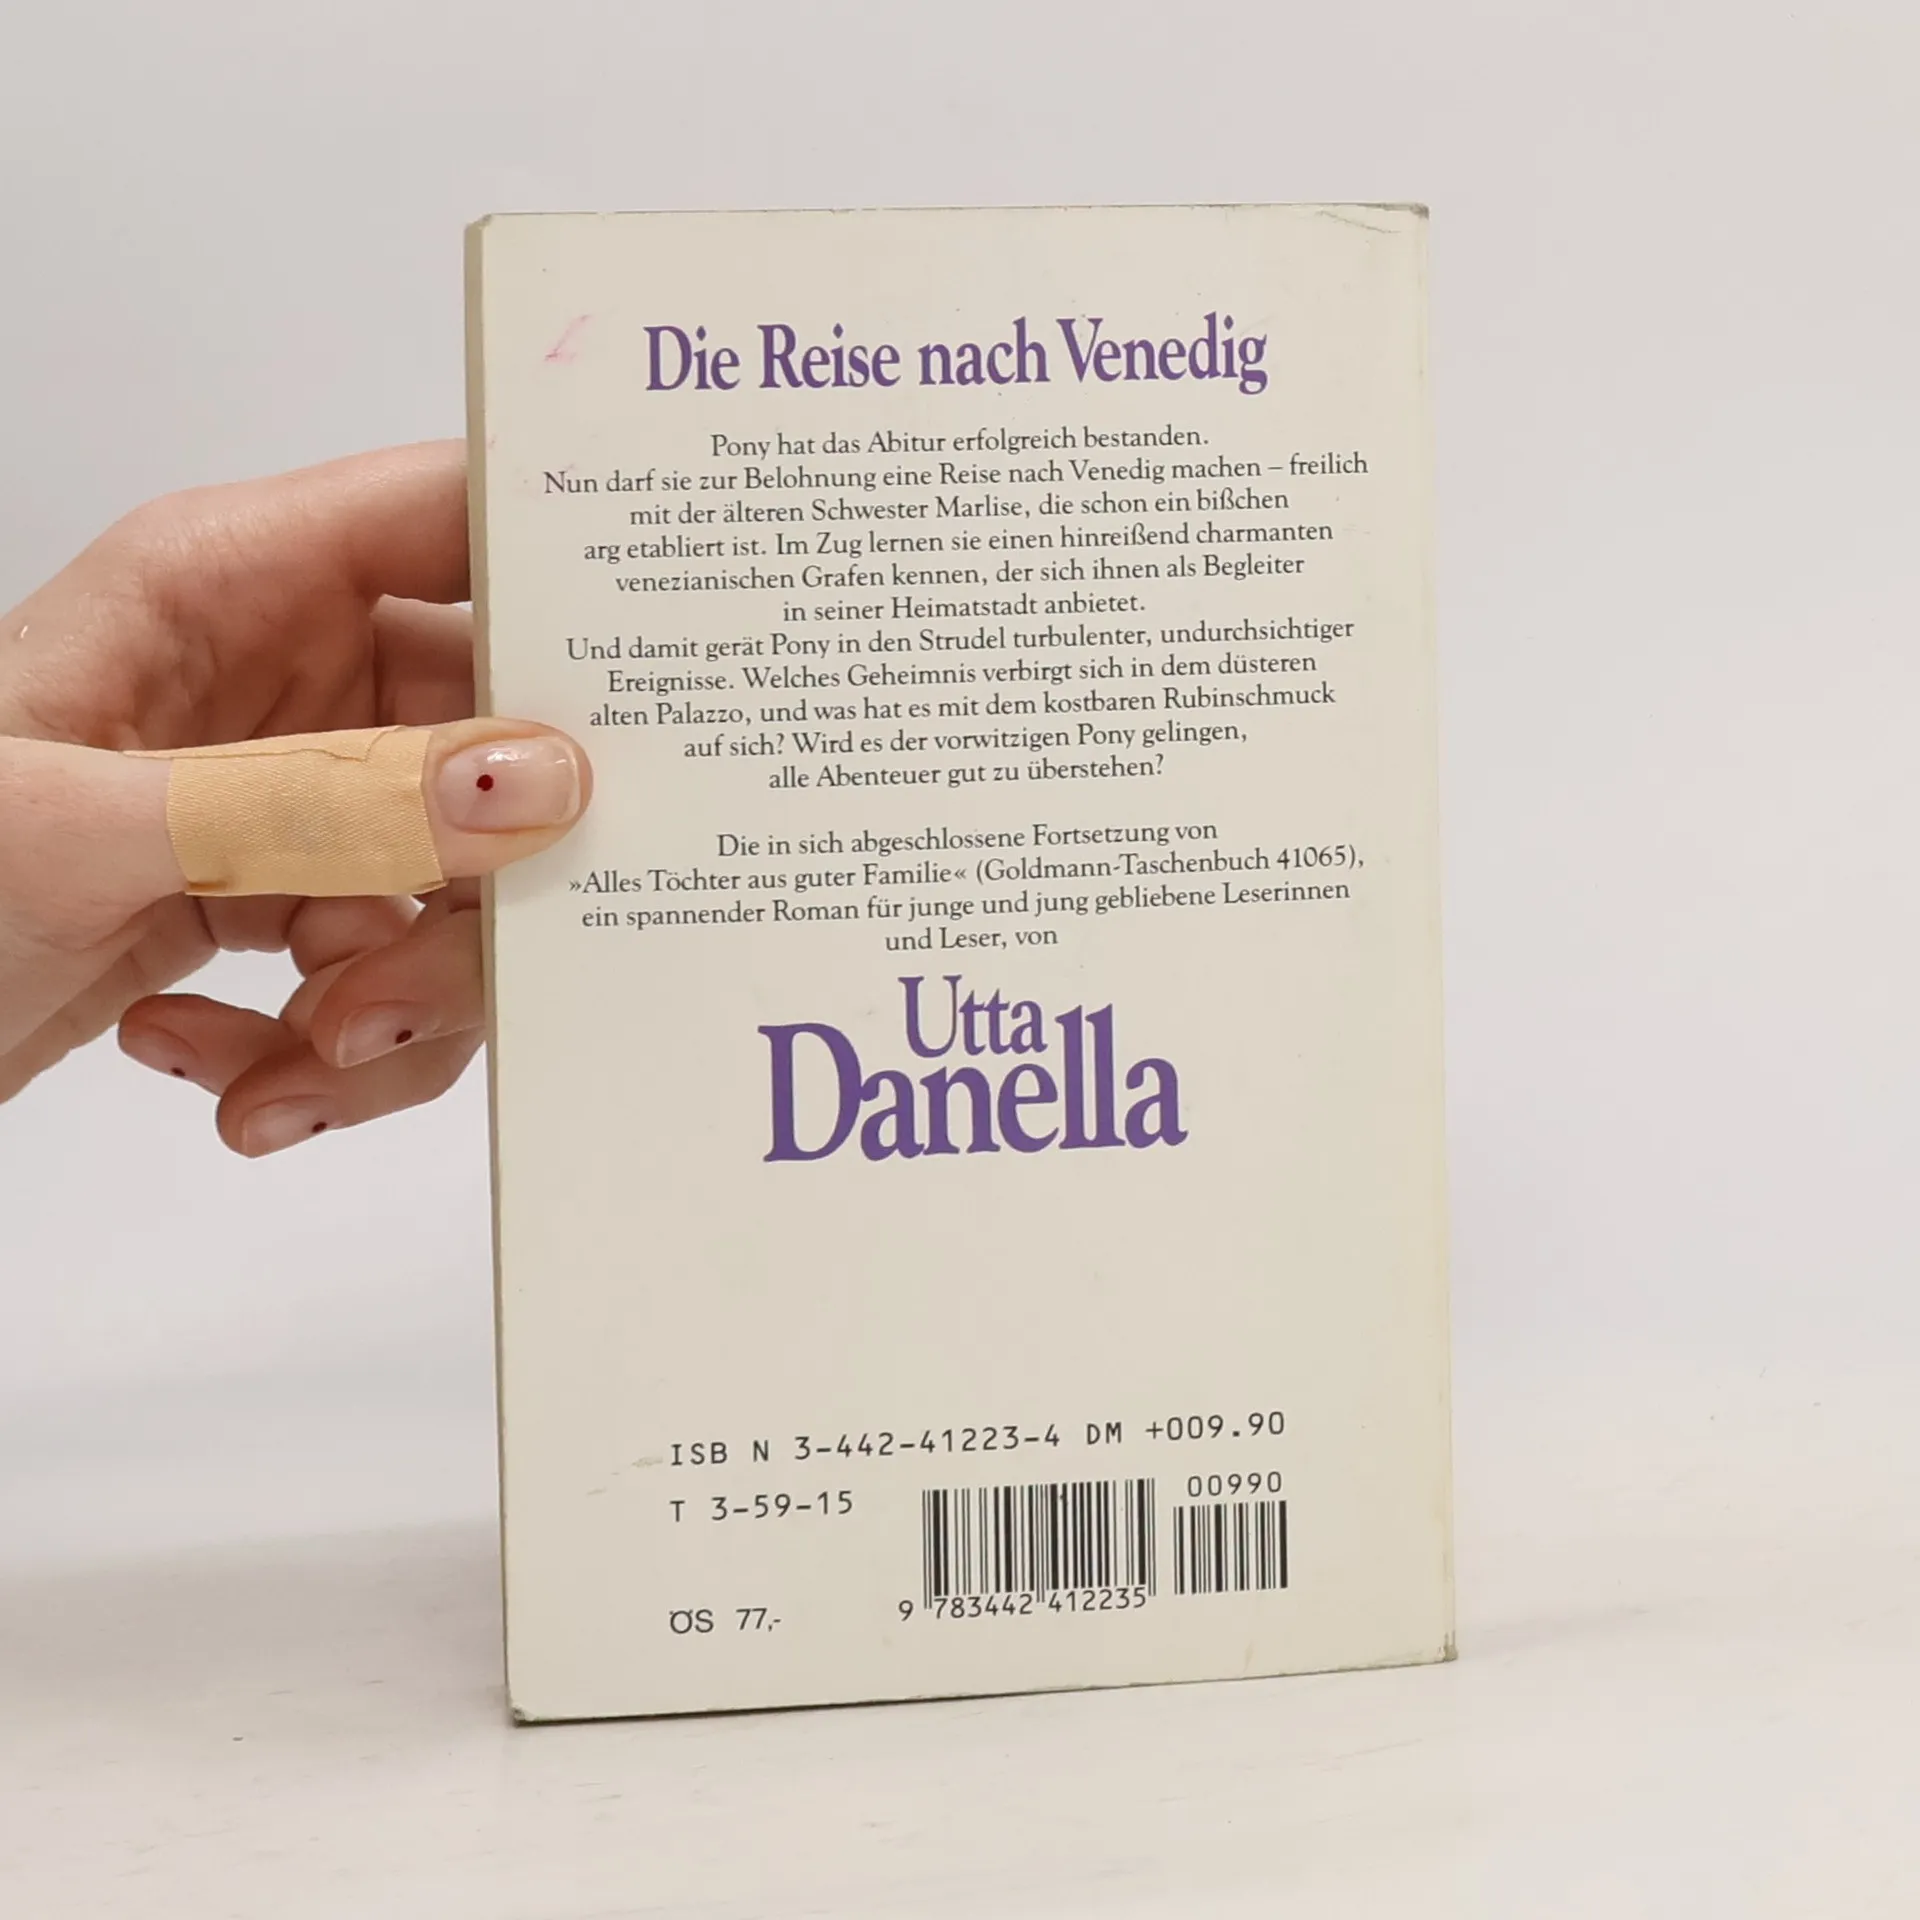 Die Reise nach Venedig
Pony hat das Abitur erfolgreich bestanden.
Nun darf sie zur Belohnung eine Reise nach Venedig machen – freilich
mit der älteren Schwester Marlise, die schon ein bißchen
arg etabliert ist. Im Zug lernen sie einen hinreißend charmanten
venezianischen Grafen kennen, der sich ihnen als Begleiter
in seiner Heimatstadt anbietet.
Und damit gerät Pony in den Strudel turbulenter, undurchsichtiger
Ereignisse. Welches Geheimnis verbirgt sich in dem düsteren
alten Palazzo, und was hat es mit dem kostbaren Rubinschmuck
auf sich? Wird es der vorwitzigen Pony gelingen,
alle Abenteuer gut zu überstehen?
Die in sich abgeschlossene Fortsetzung von
»Alles Töchter aus guter Familie« (Goldmann-Taschenbuch 41065),
ein spannender Roman für junge und jung gebliebene Leserinnen
und Leser, von
Utta
Danella
ISB N 3-442-41223-4 DM +009.90
T 3-59-15
00990
9 783442 412235
ÖS 77,-